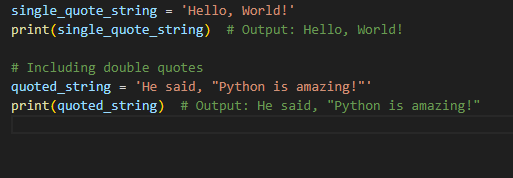 single_quote_string = 'Hello, World!'
print(single_quote_string)  # Output: Hello, World!
# Including double quotes
quoted_string = 'He said, "Python is amazing!"'
print(quoted_string)  # Output: He said, "Python is amazing!"